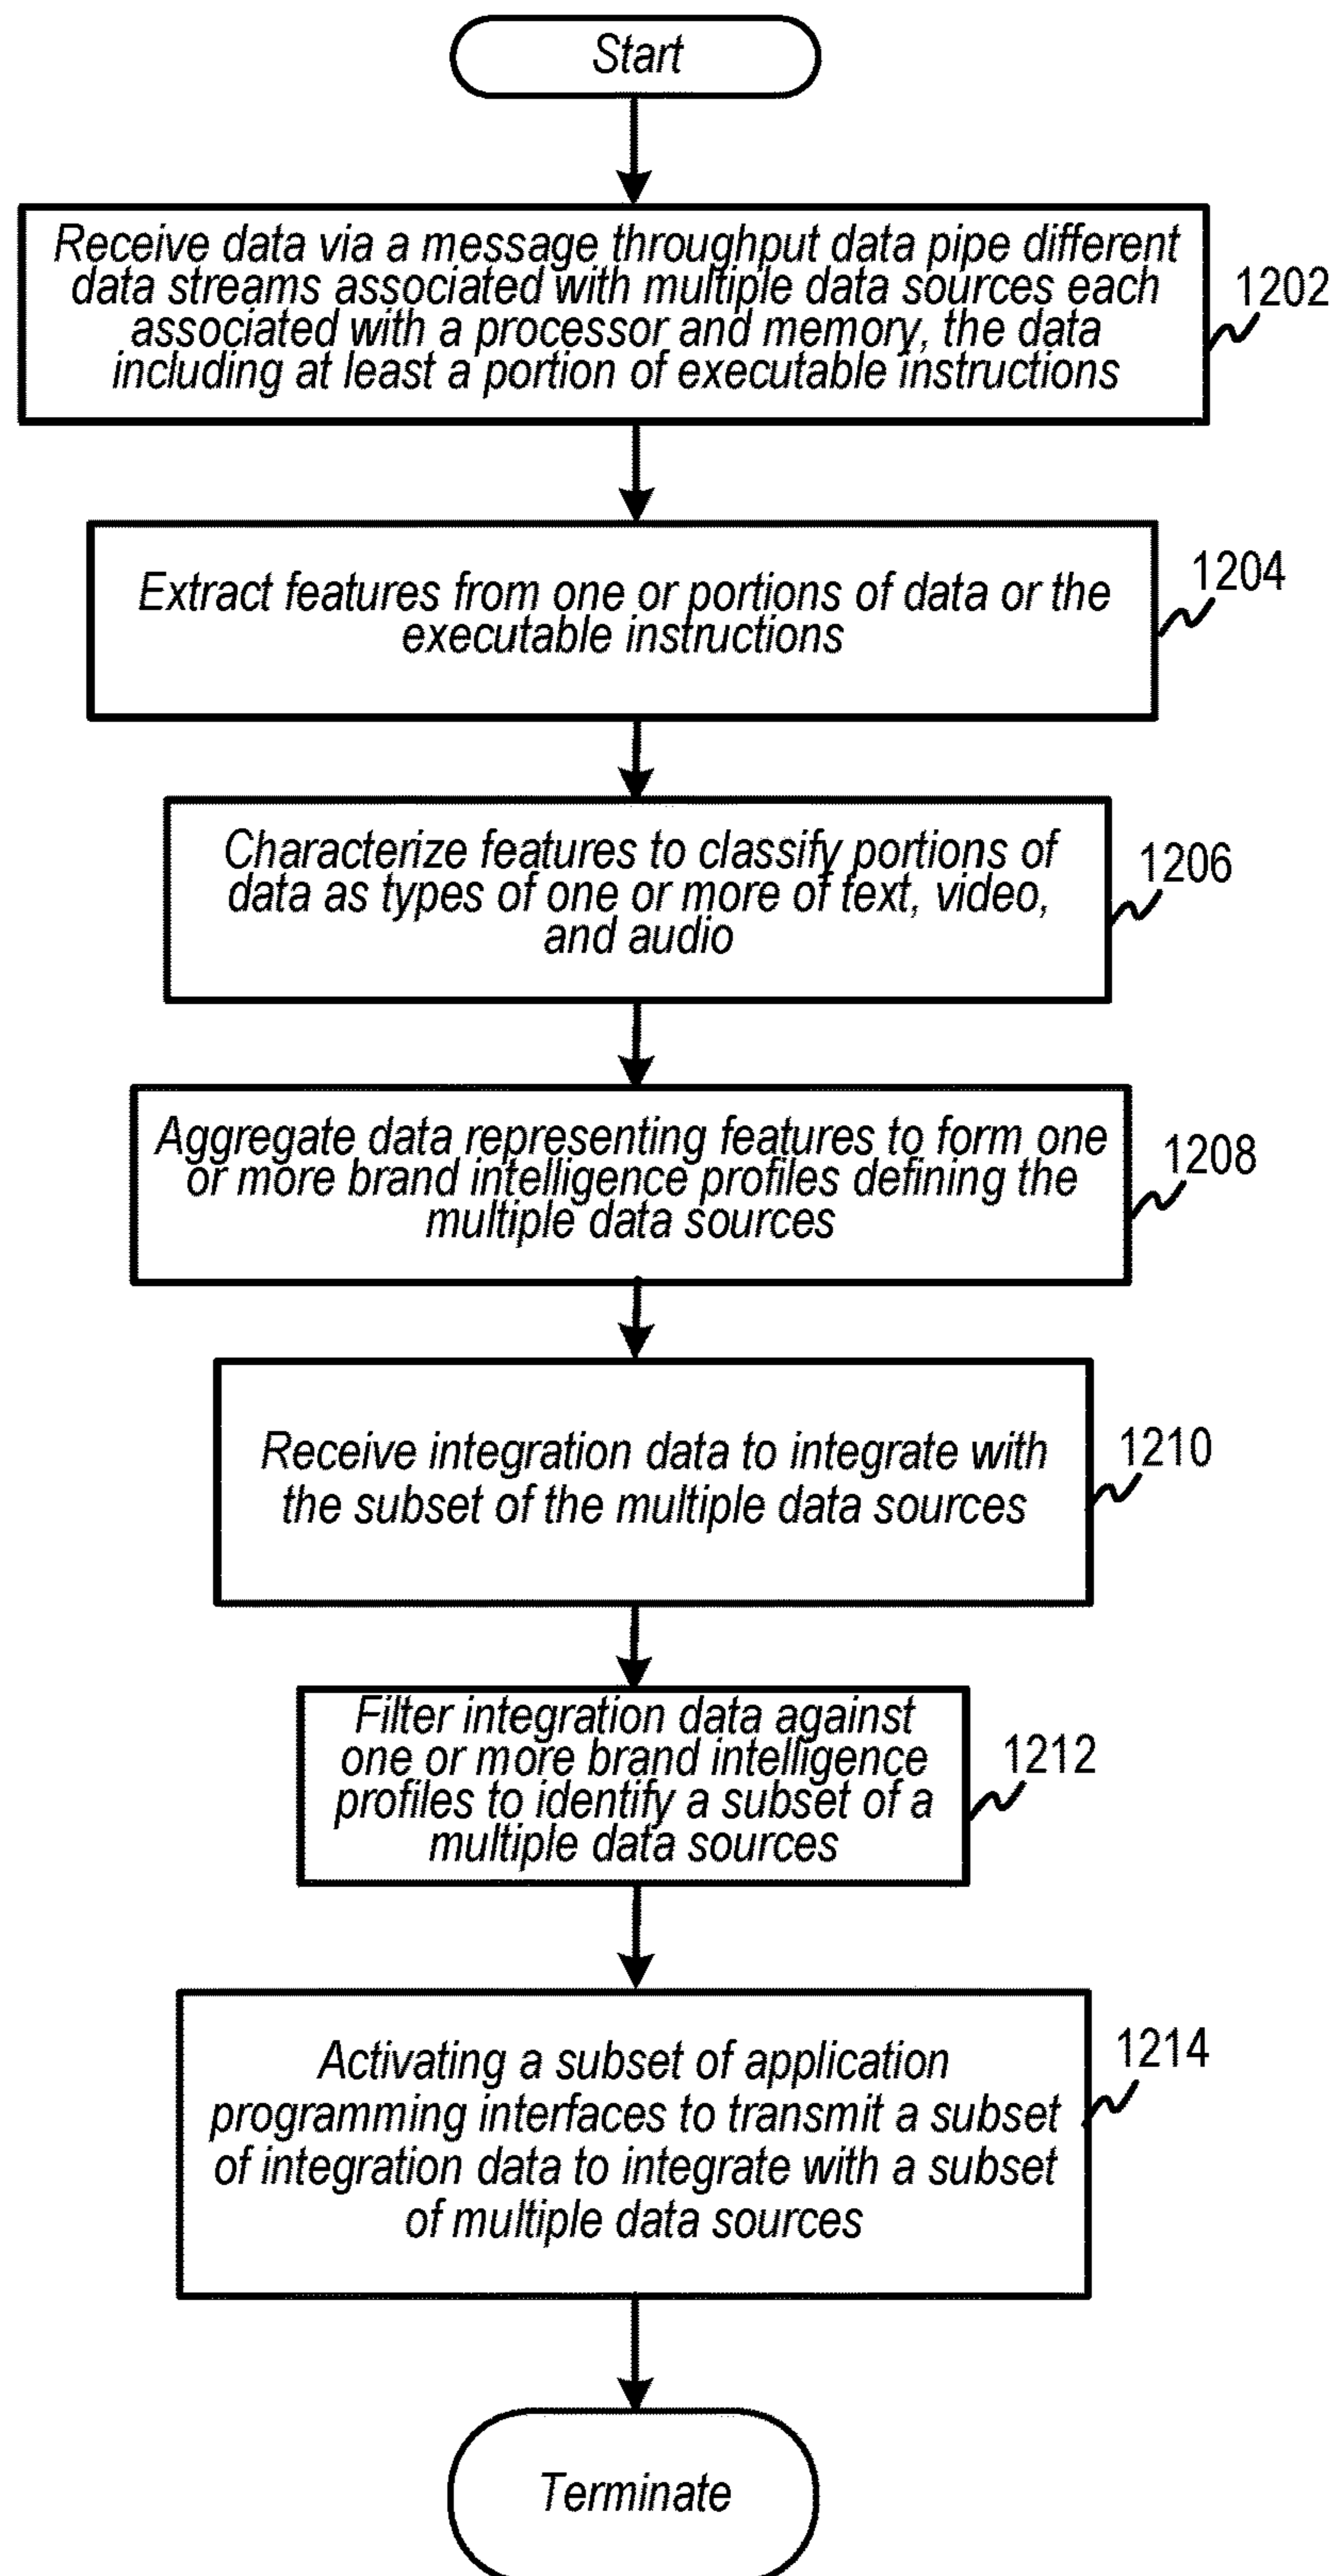 Start
Receive data via a message throughput data pipe different
data streams associated with multiple data sources each
associated with a processor and memory, the data
including at least a portion of executable instructions
1202
Extract features from one or portions of data or the
executable instructions
1204
Characterize features to classify portions of
data as types of one or more of text, video,
and audio
1206
Aggregate data representing features to form one
or more brand intelligence profiles defining the
multiple data sources
1208
Receive integration data to integrate with
the subset of the multiple data sources
1210
Filter integration data against
one or more brand intelligence
profiles to identify a subset of a
multiple data sources
1212
Activating a subset of application
programming interfaces to transmit a subset
of integration data to integrate with a subset
of multiple data sources
1214
Terminate